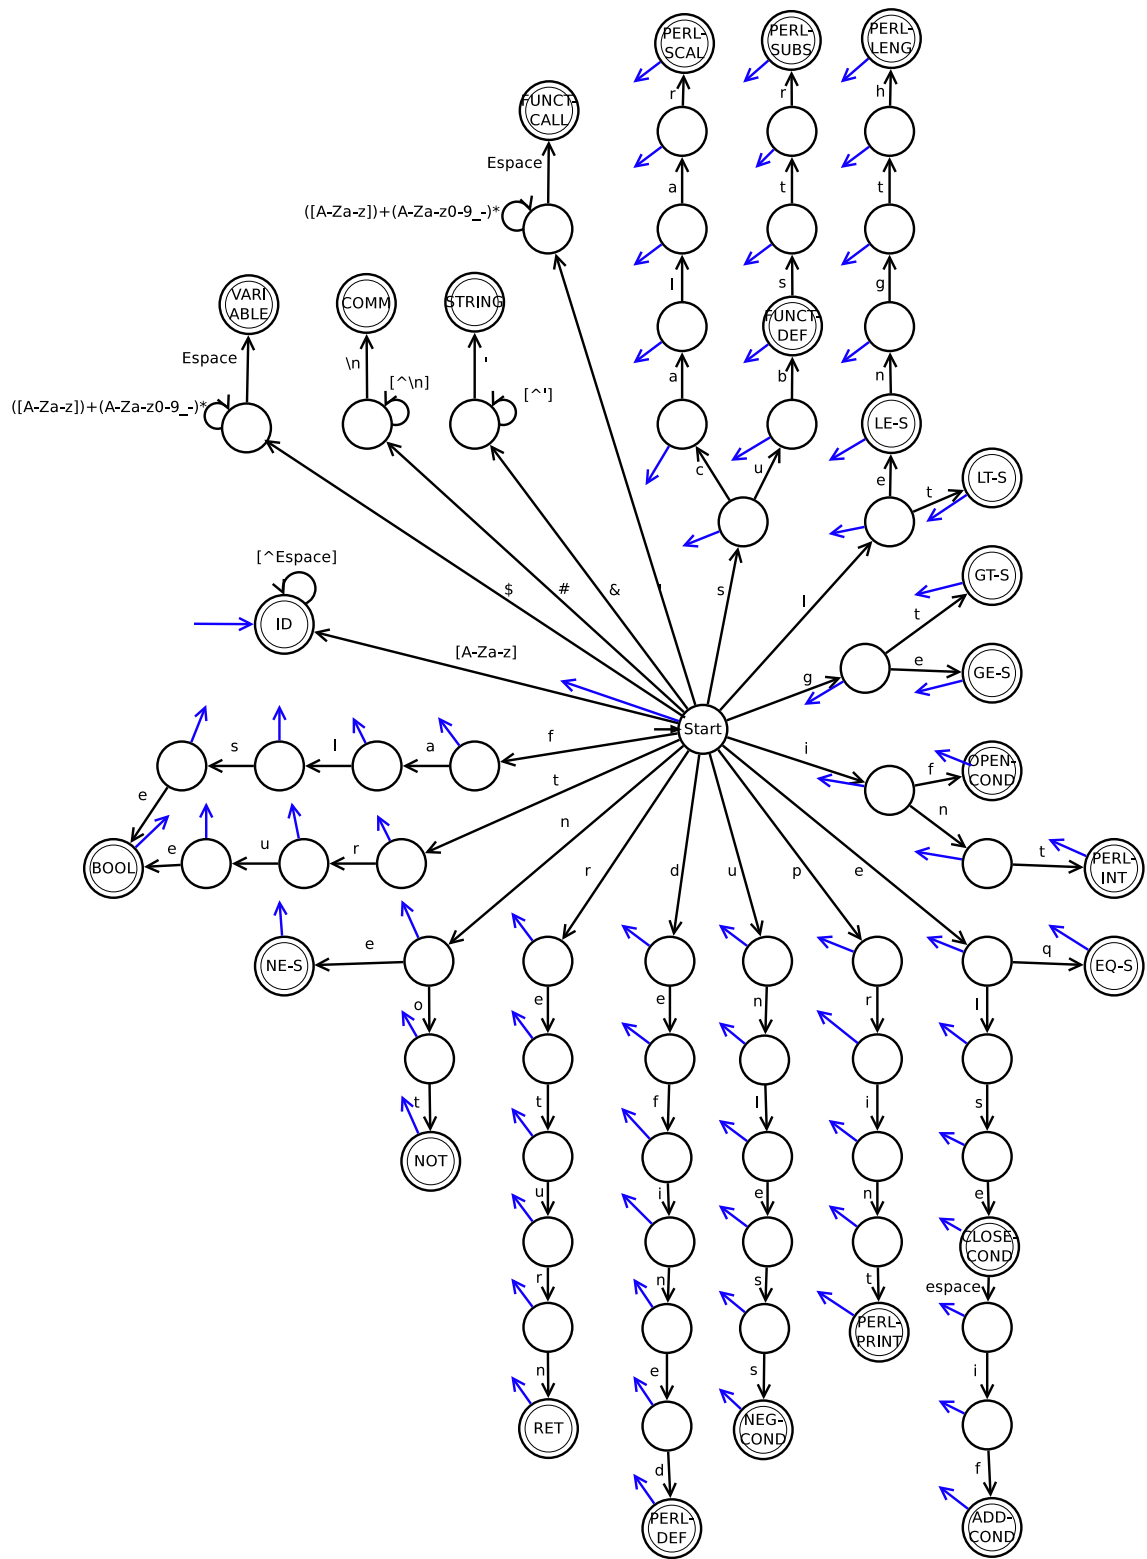 PERL-
SCAL
PERL-
SUBS
PERL-
LENG
r
r
h
FUNCT-
CALL
Espace
a
t
t
([A-Za-z])+(A-Za-z0-9_-)*
l
s
g
VARI
ABLE
COMM
STRING
FUNCT-
DEF
Espace
\n
'
a
b
n
([A-Za-z])+(A-Za-z0-9_-)*
[^\n]
[^']
LE-S
c
u
e
t
LT-S
[^Espace]
ID
$
#
&
'
s
l
t
GT-S
[A-Za-z]
g
e
GE-S
Start
s
l
a
f
i
f
OPEN-
COND
e
t
n
BOOL
e
u
r
n
r
d
u
p
e
t
PERL-
INT
NE-S
e
q
EQ-S
o
e
e
n
r
l
t
t
f
l
i
s
NOT
u
i
e
n
e
CLOSE-
COND
r
n
s
t
espace
PERL-
PRINT
n
e
s
i
RET
NEG-
COND
d
f
PERL-
DEF
ADD-
COND